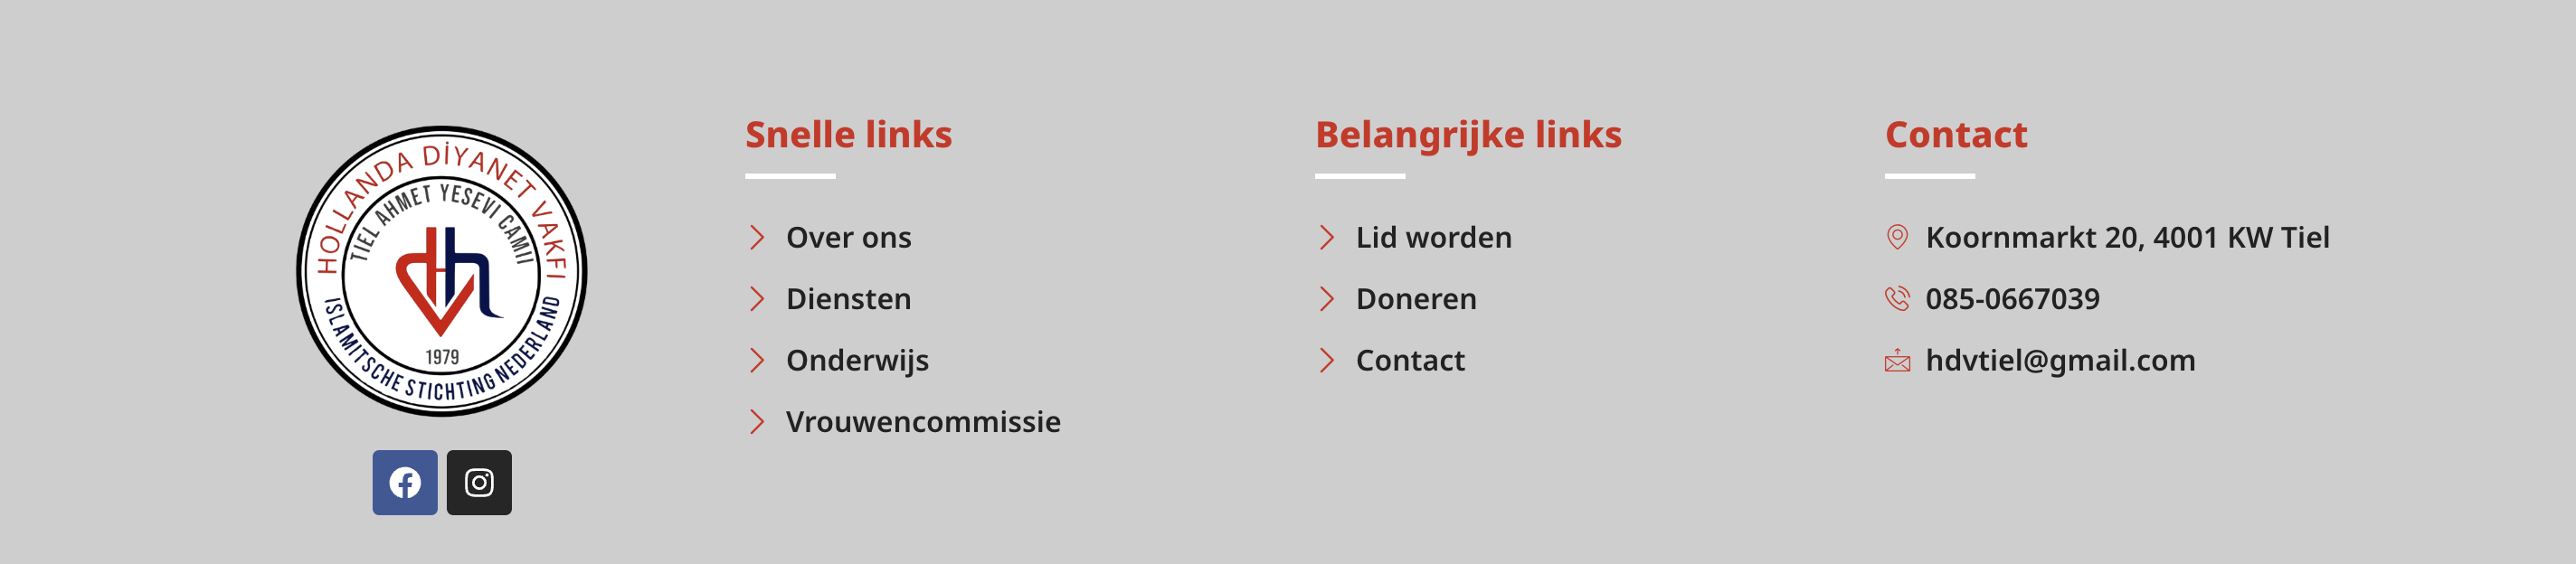 HOLLANDA DİYANET VAKFI
TIEL AHMET YESEVI CAMII
1979
ISLAMITSCHE STICHTING NEDERLAND
Snelle links
Over ons
Diensten
Onderwijs
Vrouwencommissie
Belangrijke links
Lid worden
Doneren
Contact
Contact
Koornmarkt 20, 4001 KW Tiel
085-0667039
hdvtiel@gmail.com